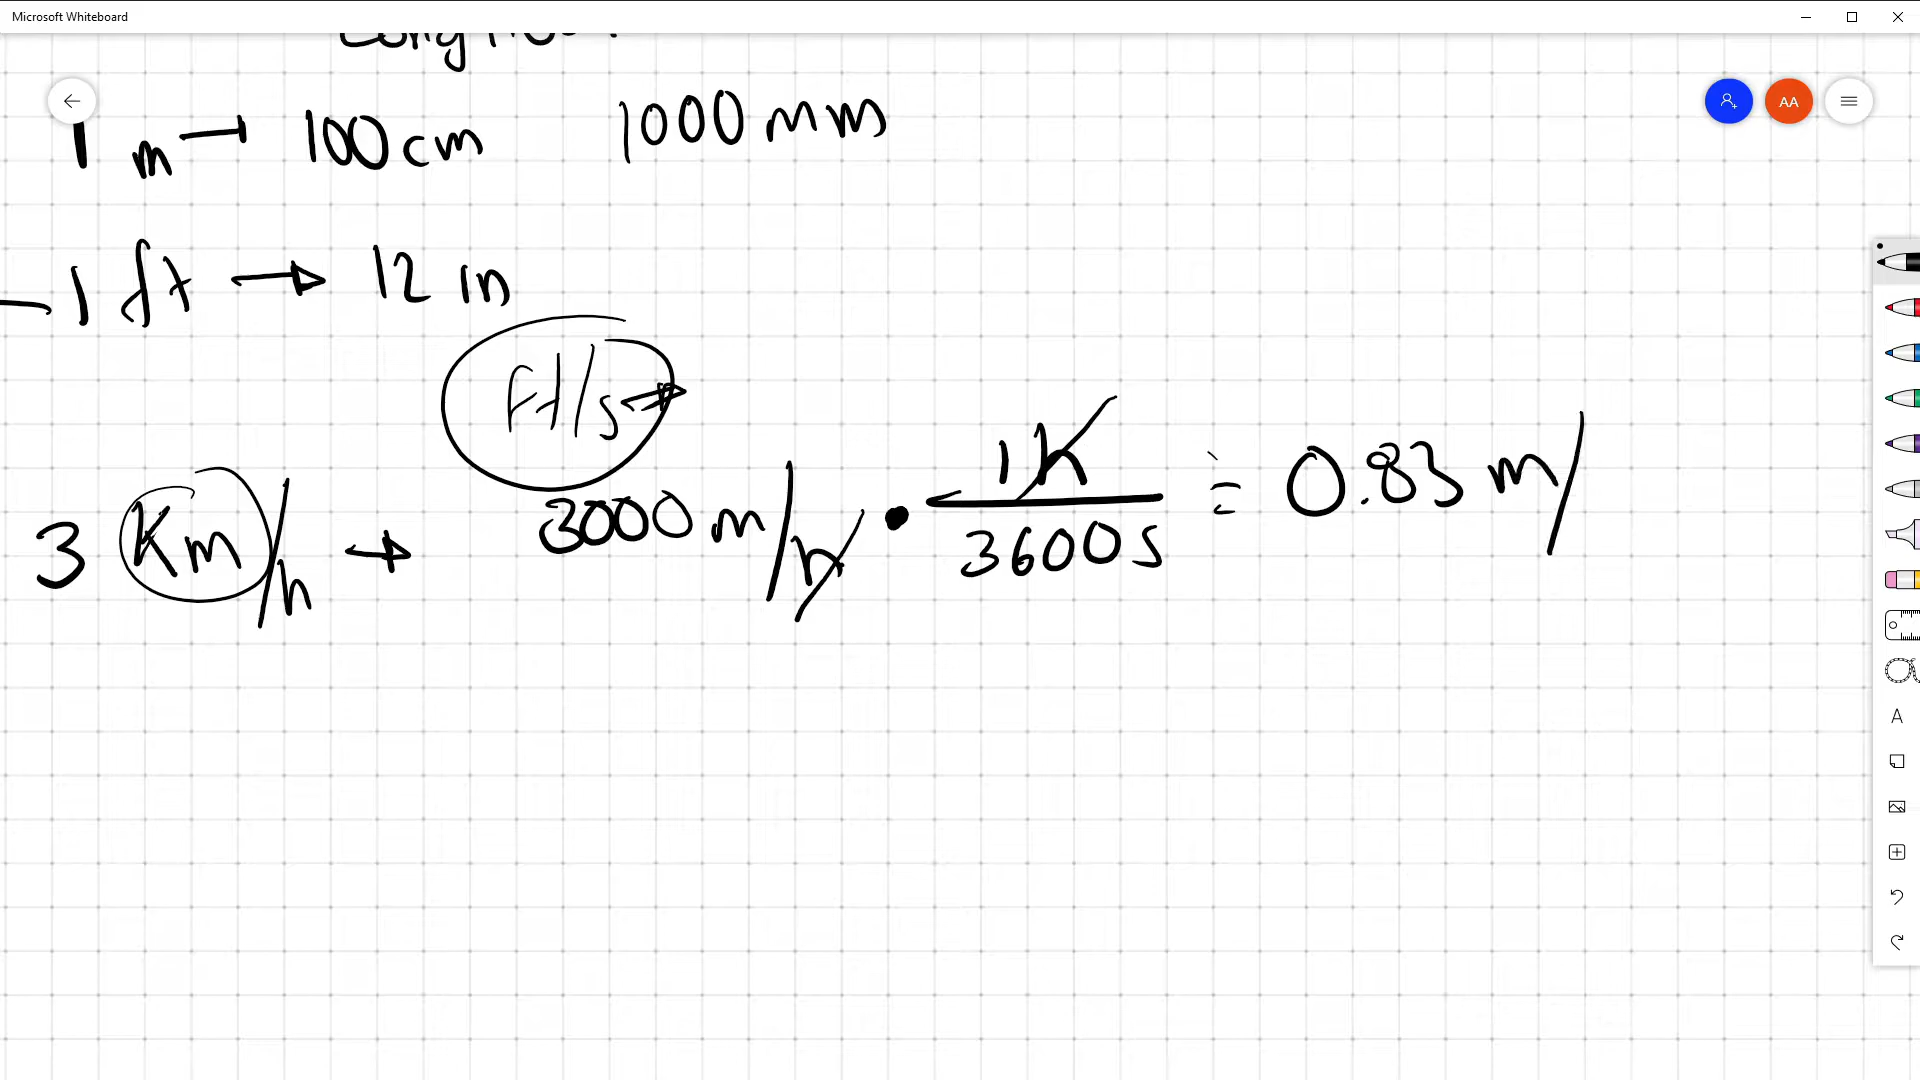 Microsoft Whiteboard
AA
1 m → 100 cm 1000 mm
1 ft → 12 in
Ft/s →
3 Km/h → 3000 m/h • 1h / 3600 s = 0.83 m/
A